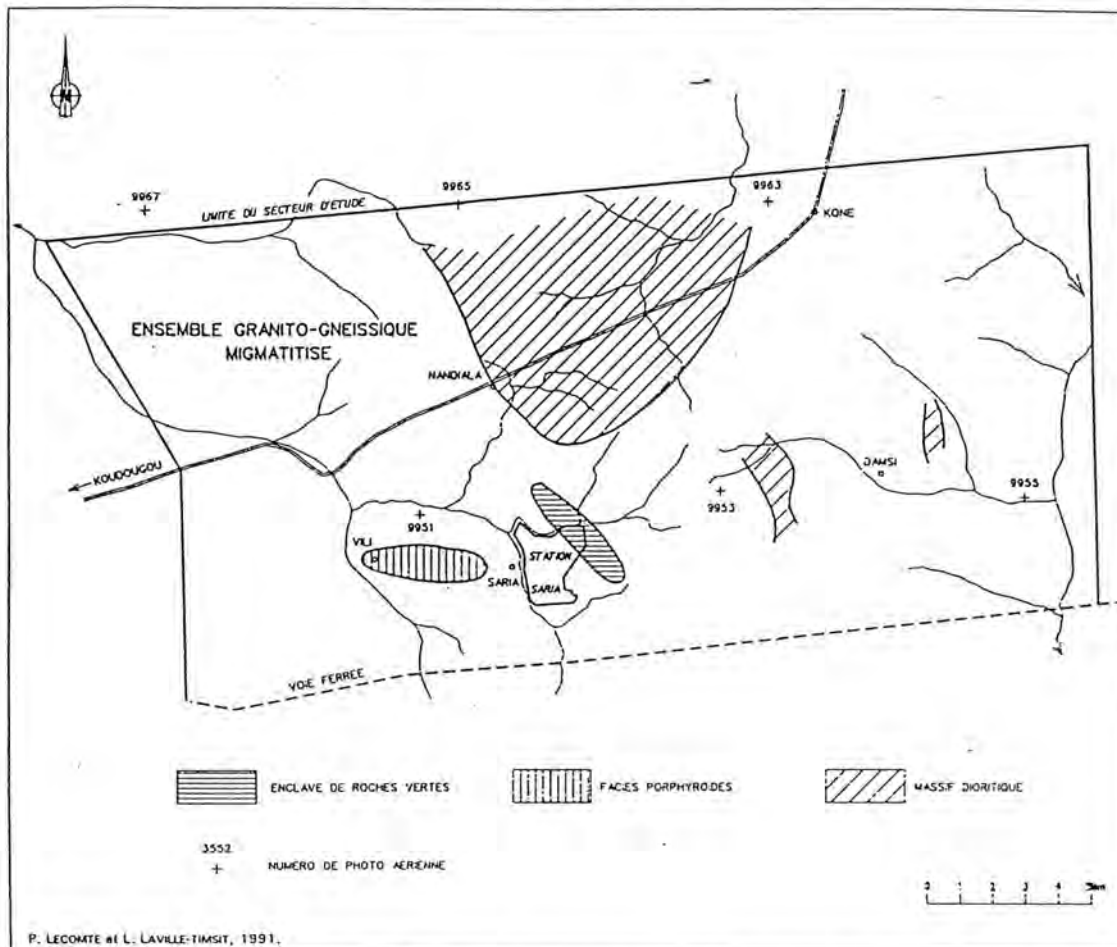 N
9967
9965
9963
LIMITE DU SECTEUR D'ETUDE
KONE
ENSEMBLE GRANITO-GNEISSIQUE
MIGMATITISE
NANDIALA
KOUDOUGOU
DAMSI
9955
9953
9951
VILI
STATION
SARIA
SARIA
VOIE FERREE
ENCLAVE DE ROCHES VERTES
FACIES PORPHYROIDES
MASSIF DIORITIQUE
3552
NUMERO DE PHOTO AERIENNE
0 1 2 3 4 5km
P. LECOMTE et L. LAVILLE-TIMSIT, 1991.